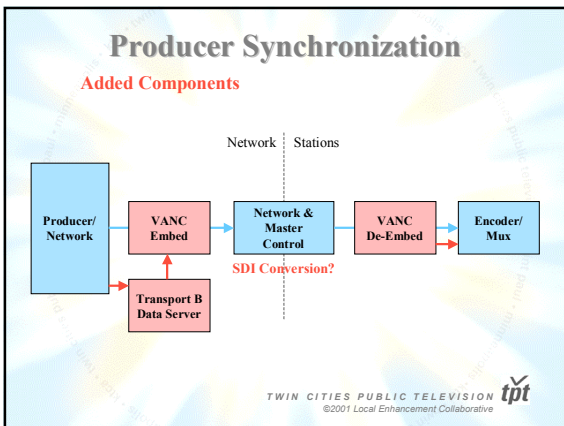 Producer Synchronization
Added Components
Network Stations
Producer/
Network
VANC
Embed
Network &
Master
Control
VANC
De-Embed
Encoder/
Mux
SDI Conversion?
Transport B
Data Server
TWIN CITIES PUBLIC TELEVISION
tpt
©2001 Local Enhancement Collaborative